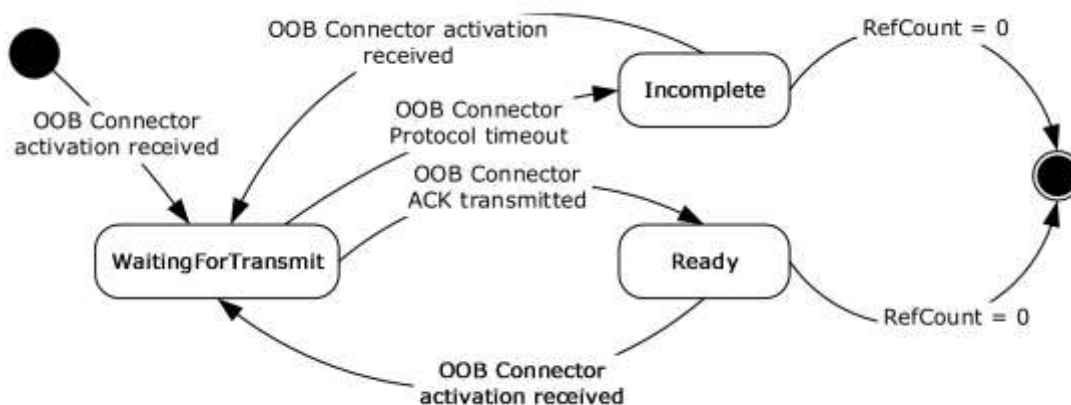 OOB Connector activation
received
RefCount = 0
Incomplete
OOB Connector
activation received
OOB Connector
Protocol timeout
OOB Connector
ACK transmitted
WaitingForTransmit
Ready
RefCount = 0
OOB Connector
activation received